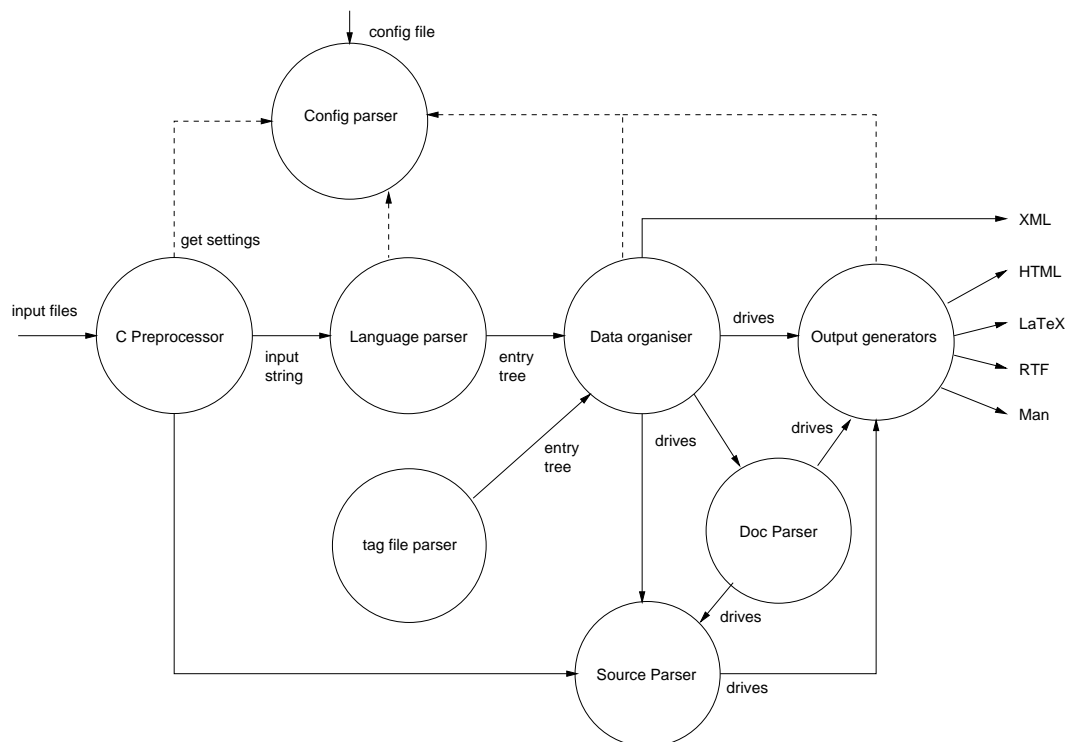 config file
Config parser
get settings
XML
HTML
input files
C Preprocessor
input
string
Language parser
entry
tree
Data organiser
drives
Output generators
LaTeX
RTF
Man
drives
drives
entry
tree
tag file parser
Doc Parser
drives
Source Parser
drives